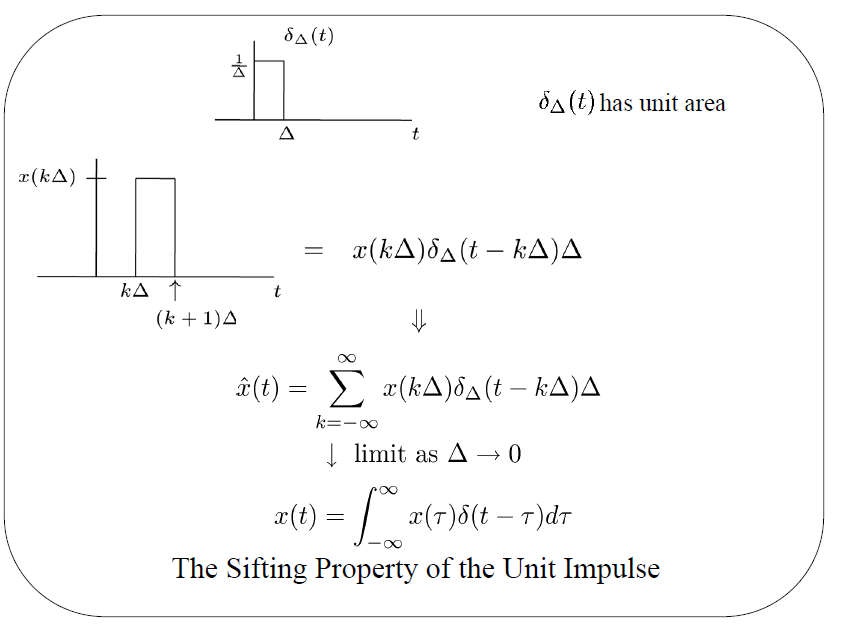 δ_Δ(t)
1/Δ
δ_Δ(t) has unit area
Δ t
x(kΔ)
= x(kΔ)δ_Δ(t − kΔ)Δ
kΔ ↑ t
(k + 1)Δ
⇓
x̂(t) = ∑_{k=−∞}^{∞} x(kΔ)δ_Δ(t − kΔ)Δ
↓ limit as Δ → 0
x(t) = ∫_{−∞}^{∞} x(τ)δ(t − τ)dτ
The Sifting Property of the Unit Impulse